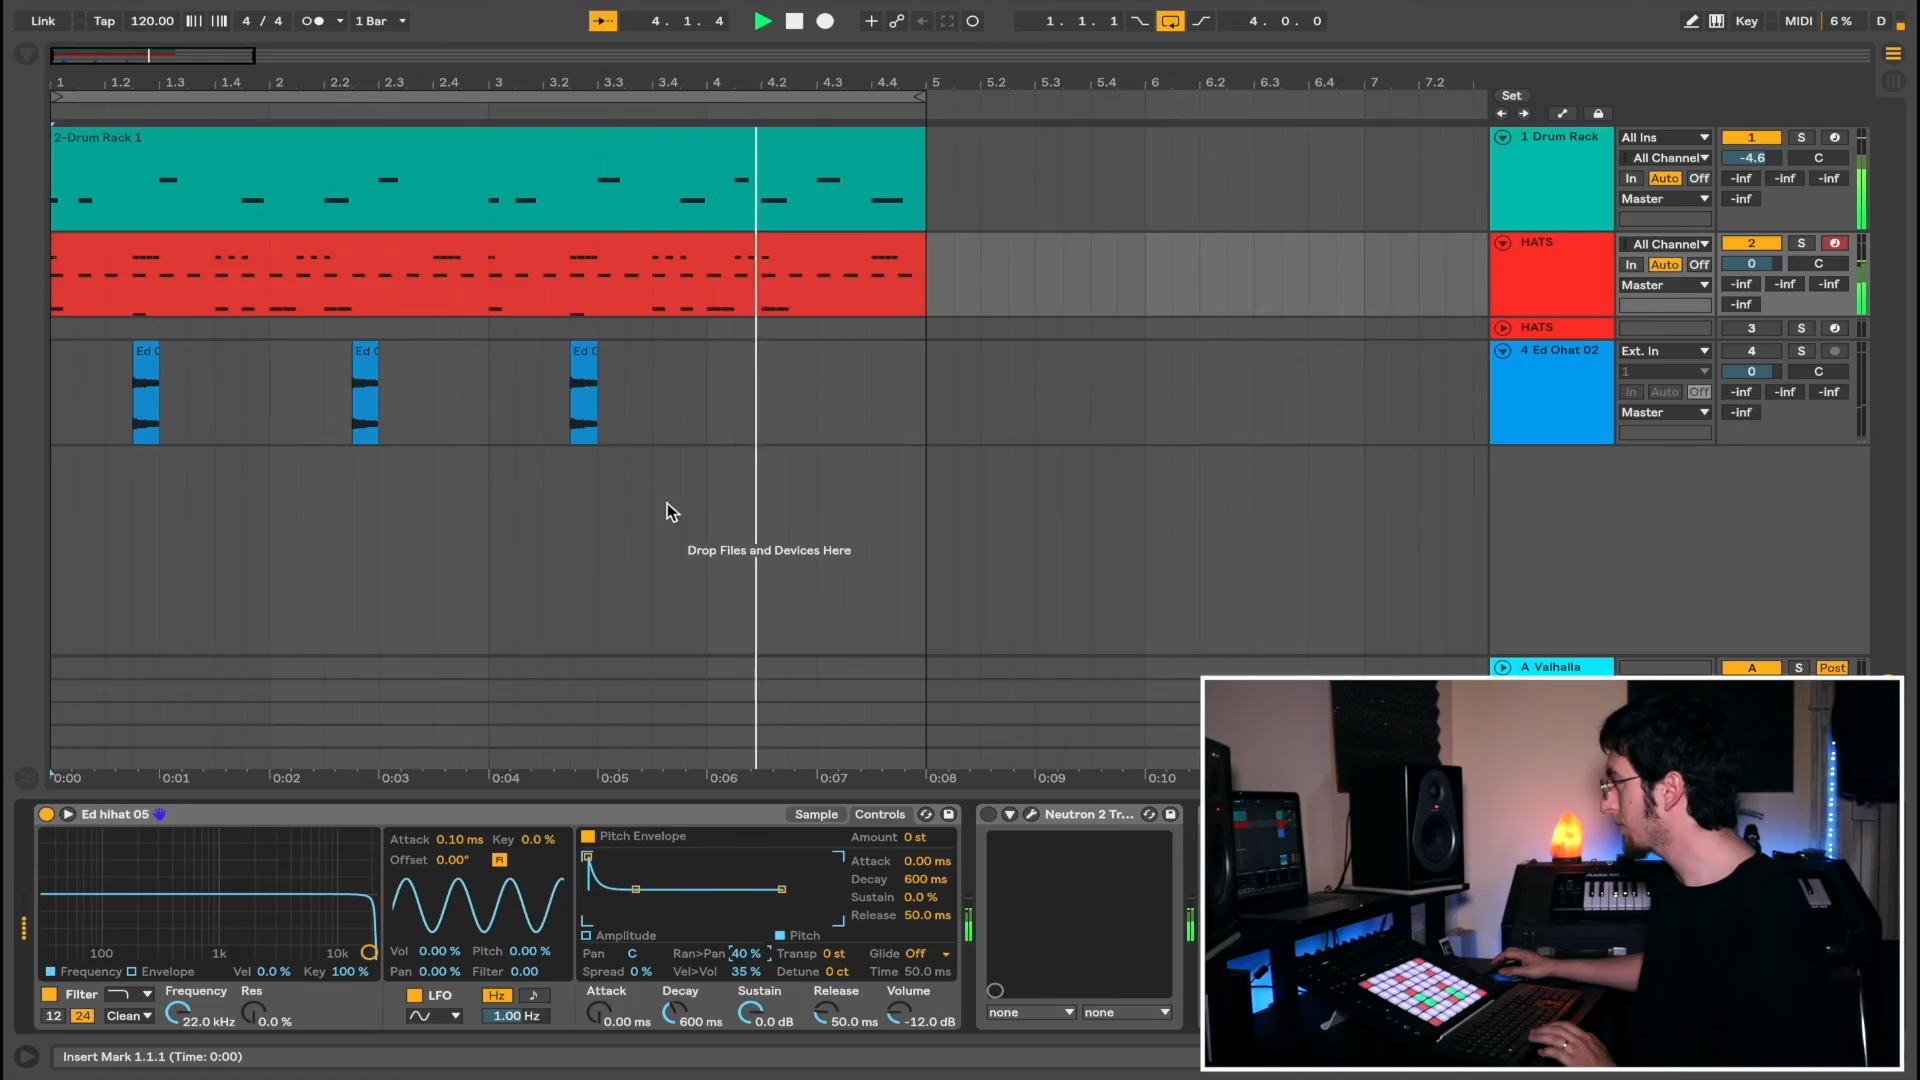 Link Tap 120.00 4 / 4 1 Bar 4. 1. 4 1. 1. 1 4. 0. 0 Key MIDI 6 % D
1 1.2 1.3 1.4 2 2.2 2.3 2.4 3 3.2 3.3 3.4 4 4.2 4.3 4.4 5 5.2 5.3 5.4 6 6.2 6.3 6.4 7 7.2
Set
2-Drum Rack 1
1 Drum Rack All Ins 1 S
All Channel -4.6 C
In Auto Off -inf -inf -inf
Master -inf
HATS All Channel 2 S
In Auto Off 0 C
Master -inf -inf -inf
-inf
HATS 3 S
Ed Ed Ed
4 Ed Ohat 02 Ext. In 4 S
1 0 C
In Auto Off -inf -inf -inf
Master -inf
Drop Files and Devices Here
A Valhalla A S Post
0:00 0:01 0:02 0:03 0:04 0:05 0:06 0:07 0:08 0:09 0:10
Ed hihat 05 Sample Controls Neutron 2 Tr...
Attack 0.10 ms Key 0.0 % Pitch Envelope Amount 0 st
Offset 0.00° R Attack 0.00 ms
Decay 600 ms
Sustain 0.0 %
Release 50.0 ms
Amplitude Pitch
100 1k 10k Vol 0.00 % Pitch 0.00 % Pan C Ran>Pan 40 % Transp 0 st Glide Off
Frequency Envelope Vel 0.0 % Key 100 % Pan 0.00 % Filter 0.00 Spread 0 % Vel>Vol 35 % Detune 0 ct Time 50.0 ms
Filter Frequency Res LFO Hz Attack Decay Sustain Release Volume
12 24 Clean 22.0 kHz 0.0 % 1.00 Hz 0.00 ms 600 ms 0.0 dB 50.0 ms -12.0 dB
none none
Insert Mark 1.1.1 (Time: 0:00)